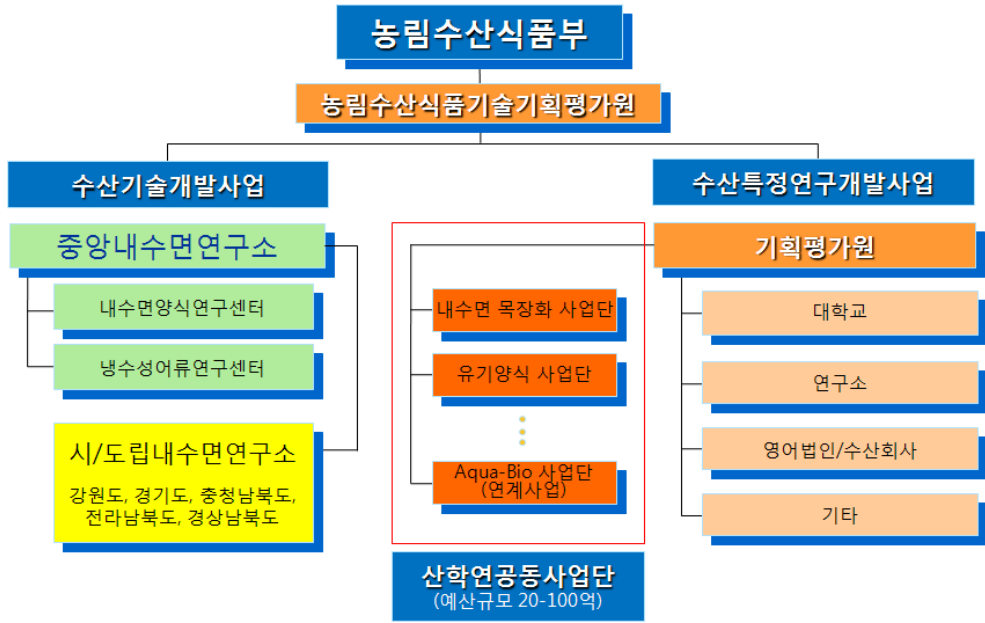 농림수산식품부
농림수산식품기술기획평가원
수산기술개발사업
수산특정연구개발사업
중앙내수면연구소
내수면양식연구센터
냉수성어류연구센터
시/도립내수면연구소
강원도, 경기도, 충청남북도,
전라남북도, 경상남북도
내수면 목장화 사업단
유기양식 사업단
Aqua-Bio 사업단
(연계사업)
산학연공동사업단
(예산규모 20-100억)
기획평가원
대학교
연구소
영어법인/수산회사
기타